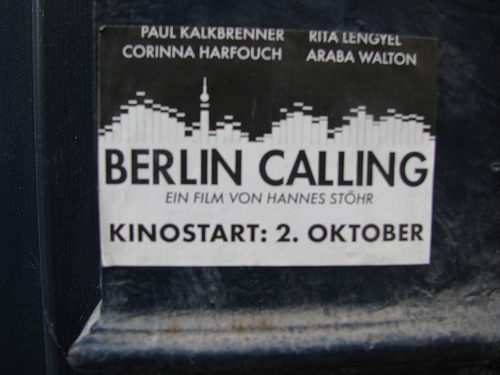 PAUL KALKBRENNER RITA LENGYEL
CORINNA HARFOUCH ARABA WALTON
BERLIN CALLING
EIN FILM VON HANNES STÖHR
KINOSTART: 2. OKTOBER